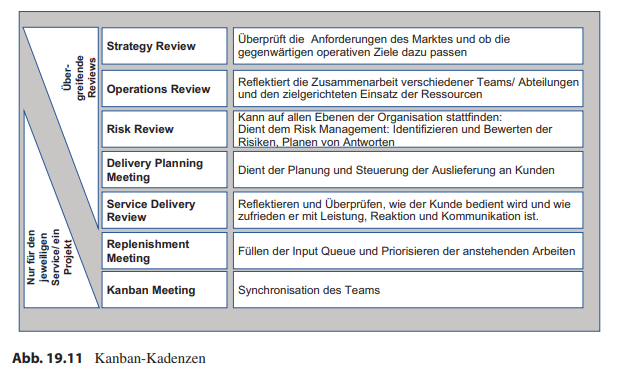 Über-
greifende
Reviews
Strategy Review
Überprüft die Anforderungen des Marktes und ob die
gegenwärtigen operativen Ziele dazu passen
Operations Review
Reflektiert die Zusammenarbeit verschiedener Teams/ Abteilungen
und den zielgerichteten Einsatz der Ressourcen
Risk Review
Kann auf allen Ebenen der Organisation stattfinden:
Dient dem Risk Management: Identifizieren und Bewerten der
Risiken, Planen von Antworten
Delivery Planning
Meeting
Dient der Planung und Steuerung der Auslieferung an Kunden
Nur für den
jeweiligen
Service/ ein
Projekt
Service Delivery
Review
Reflektieren und Überprüfen, wie der Kunde bedient wird und wie
zufrieden er mit Leistung, Reaktion und Kommunikation ist.
Replenishment
Meeting
Füllen der Input Queue und Priorisieren der anstehenden Arbeiten
Kanban Meeting
Synchronisation des Teams
Abb. 19.11 Kanban-Kadenzen